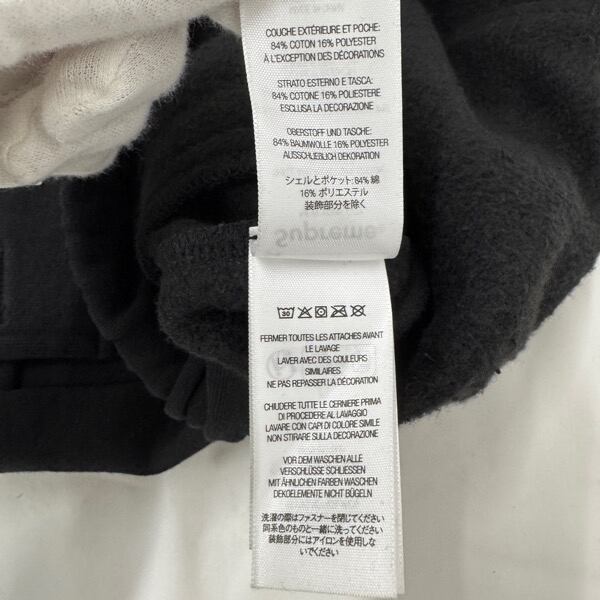 COUCHE EXTÉRIEURE ET POCHE:
84% COTON 16% POLYESTER
À L'EXCEPTION DES DÉCORATIONS
STRATO ESTERNO E TASCA:
84% COTONE 16% POLIESTERE
ESCLUSA LA DECORAZIONE
OBERSTOFF UND TASCHE:
84% BAUMWOLLE 16% POLYESTER
AUSSCHLIEBLICH DEKORATION
シェルとポケット: 84% 綿
16% ポリエステル
装飾部分を除く
Supreme
30
FERMER TOUTES LES ATTACHES AVANT
LE LAVAGE
LAVER AVEC DES COULEURS
SIMILAIRES
NE PAS REPASSER LA DÉCORATION
CHIUDERE TUTTE LE CERNIERE PRIMA
DI PROCEDERE AL LAVAGGIO
LAVARE CON CAPI DI COLORE SIMILE
NON STIRARE SULLA DECORAZIONE
VOR DEM WASCHEN ALLE
VERSCHLÜSSE SCHLIESSEN
MIT ÄHNLICHEN FARBEN WASCHEN
DEKOELEMENTE NICHT BÜGELN
洗濯の際はファスナーを閉じてください
同系色のものと一緒に洗ってください
装飾部分にはアイロンを使用しな
いでください